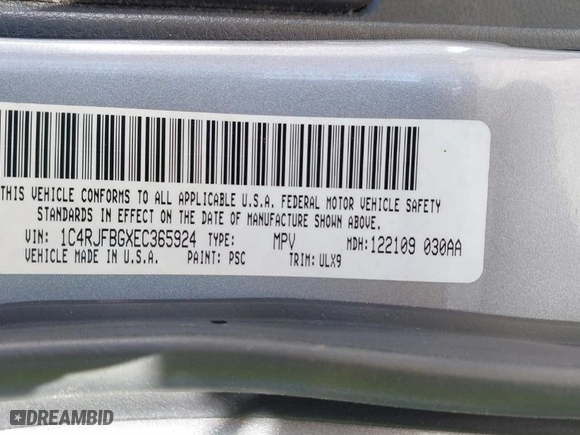 THIS VEHICLE CONFORMS TO ALL APPLICABLE U.S.A. FEDERAL MOTOR VEHICLE SAFETY
STANDARDS IN EFFECT ON THE DATE OF MANUFACTURE SHOWN ABOVE.
VIN: 1C4RJFBGXEC365924 TYPE: MPV MDH: 122109 030AA
VEHICLE MADE IN U.S.A. PAINT: PSC TRIM: ULX9
DREAMBID